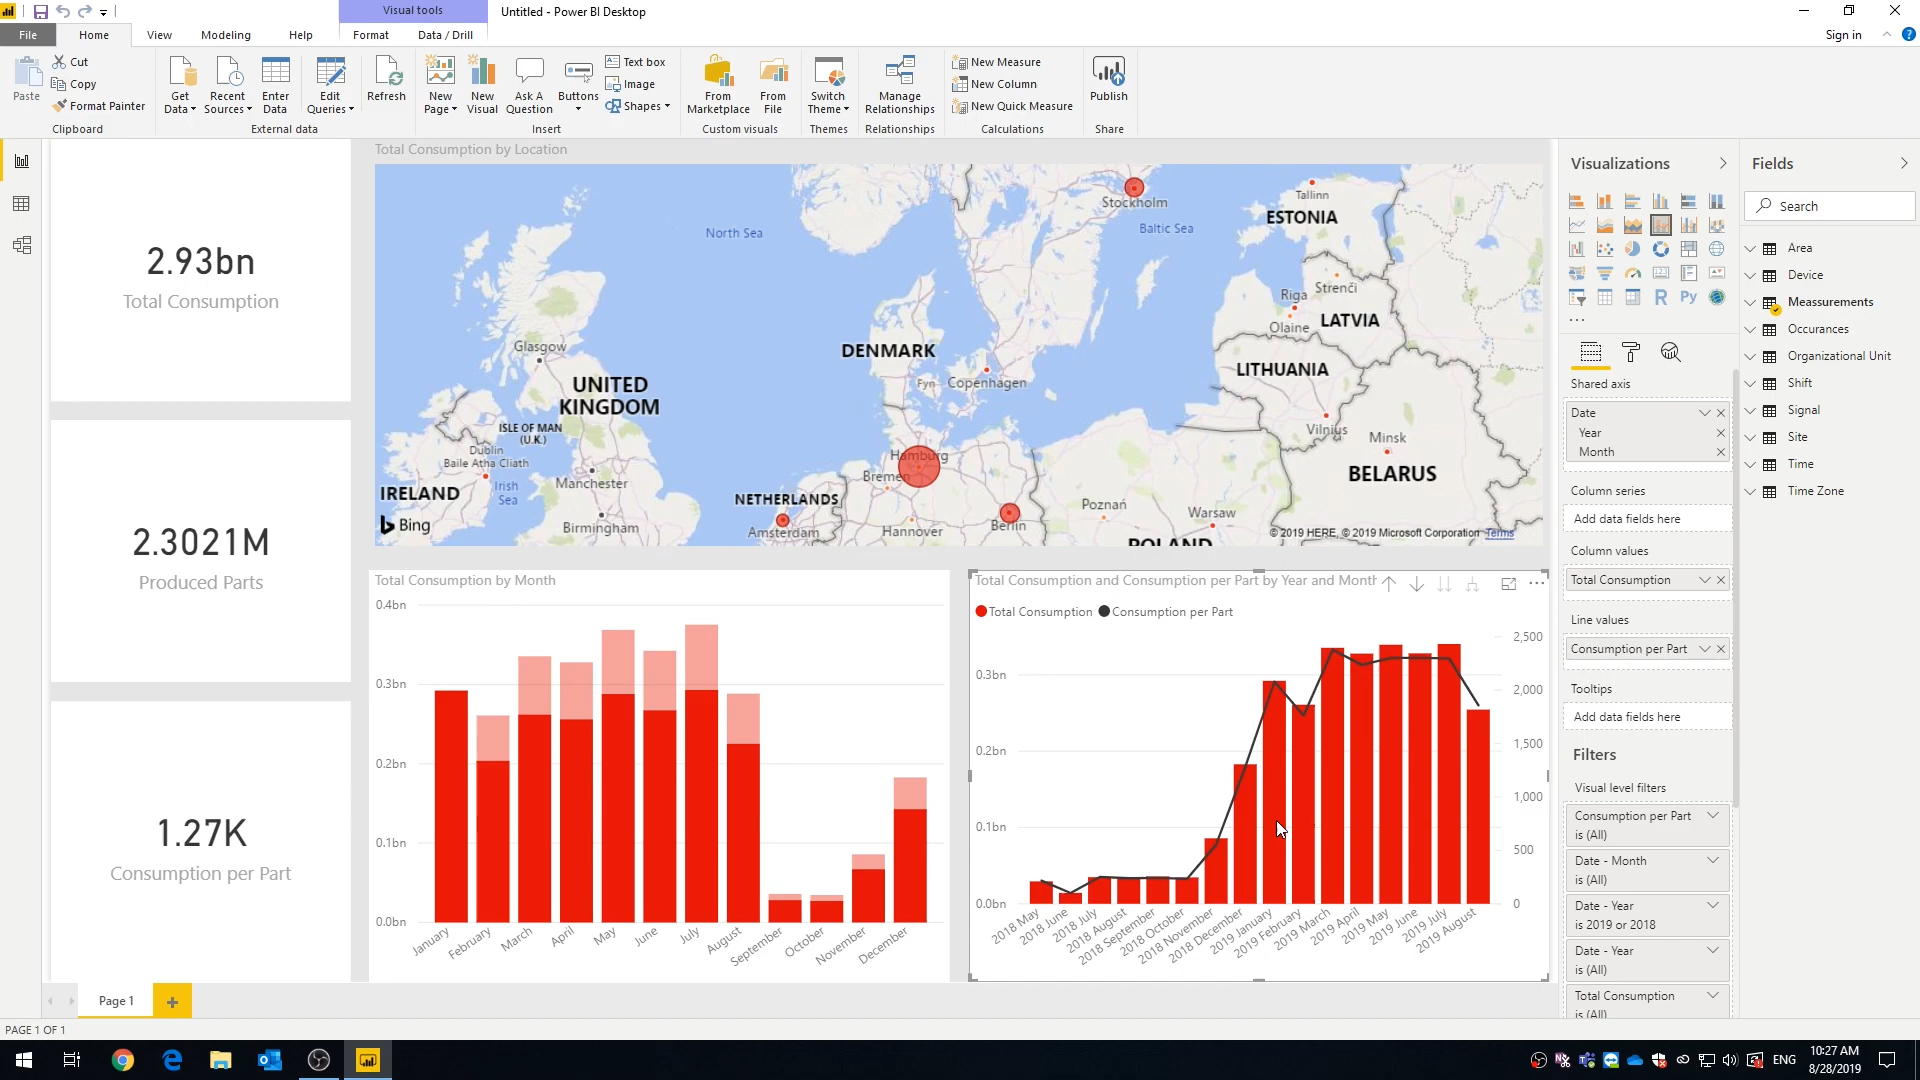 Visual tools
Untitled - Power BI Desktop
File
Home
View
Modeling
Help
Format
Data / Drill
Sign in
Paste
Cut
Copy
Format Painter
Clipboard
Get Data
Recent Sources
Enter Data
Edit Queries
Refresh
External data
New Page
New Visual
Ask A Question
Buttons
Text box
Image
Shapes
Insert
From Marketplace
From File
Custom visuals
Switch Theme
Themes
Manage Relationships
Relationships
New Measure
New Column
New Quick Measure
Calculations
Publish
Share
2.93bn
Total Consumption
2.3021M
Produced Parts
1.27K
Consumption per Part
Total Consumption by Location
Stockholm
Tallinn
ESTONIA
North Sea
Baltic Sea
Riga
Strenči
Olaine
LATVIA
Glasgow
DENMARK
UNITED KINGDOM
Fyn
Copenhagen
LITHUANIA
ISLE OF MAN (U.K.)
Vilnius
Minsk
Dublin
Baile Átha Cliath
Irish Sea
Manchester
Hamburg
Bremen
BELARUS
IRELAND
NETHERLANDS
Poznań
Warsaw
Bing
Birmingham
Amsterdam
Hannover
Berlin
POLAND
© 2019 HERE, © 2019 Microsoft Corporation Terms
Total Consumption by Month
0.4bn
0.3bn
0.2bn
0.1bn
0.0bn
January
February
March
April
May
June
July
August
September
October
November
December
Total Consumption and Consumption per Part by Year and Month
Total Consumption
Consumption per Part
0.3bn
0.2bn
0.1bn
0.0bn
2,500
2,000
1,500
1,000
500
0
2018 May
2018 June
2018 July
2018 August
2018 September
2018 October
2018 November
2018 December
2019 January
2019 February
2019 March
2019 April
2019 May
2019 June
2019 July
2019 August
Visualizations
R
Py
Shared axis
Date
Year
Month
Column series
Add data fields here
Column values
Total Consumption
Line values
Consumption per Part
Tooltips
Add data fields here
Filters
Visual level filters
Consumption per Part
is (All)
Date - Month
is (All)
Date - Year
is 2019 or 2018
Date - Year
is (All)
Total Consumption
is (All)
Fields
Search
Area
Device
Meassurements
Occurances
Organizational Unit
Shift
Signal
Site
Time
Time Zone
Page 1
PAGE 1 OF 1
ENG
10:27 AM
8/28/2019